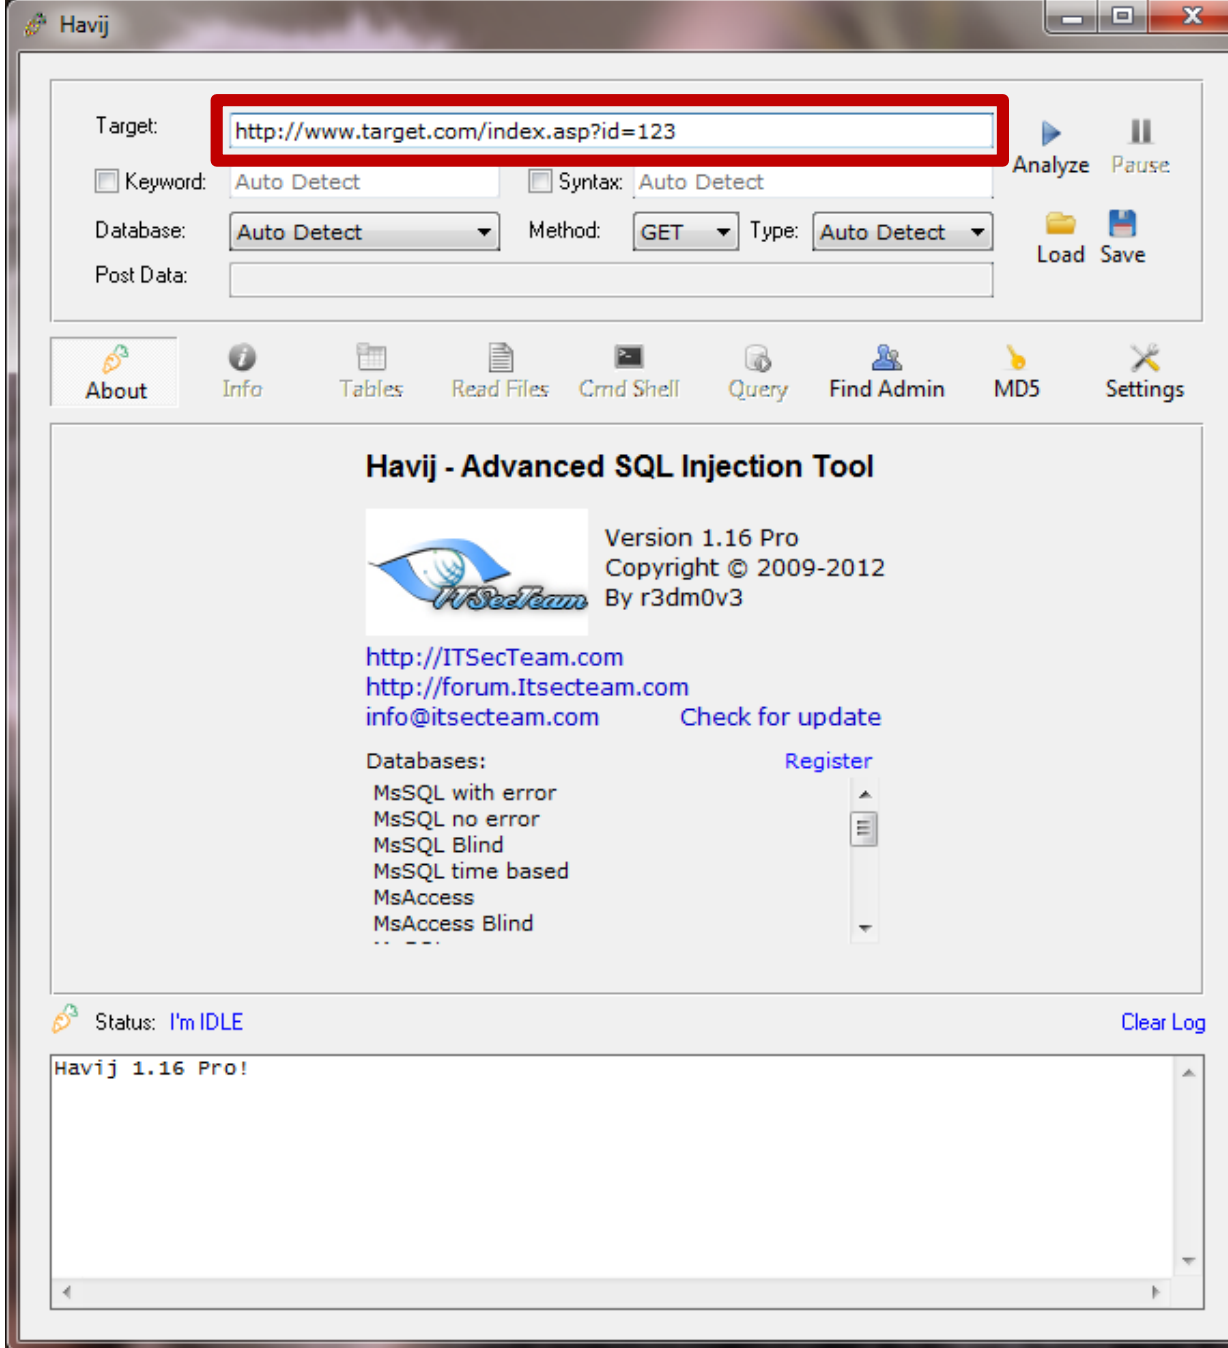 Havij
Target: http://www.target.com/index.asp?id=123
Analyze Pause
Keyword: Auto Detect Syntax: Auto Detect
Database: Auto Detect Method: GET Type: Auto Detect
Load Save
Post Data:
About Info Tables Read Files Cmd Shell Query Find Admin MD5 Settings
Havij - Advanced SQL Injection Tool
ITSecTeam
Version 1.16 Pro
Copyright © 2009-2012
By r3dm0v3
http://ITSecTeam.com
http://forum.Itsecteam.com
info@itsecteam.com Check for update
Databases: Register
MsSQL with error
MsSQL no error
MsSQL Blind
MsSQL time based
MsAccess
MsAccess Blind
Status: I'm IDLE Clear Log
Havij 1.16 Pro!